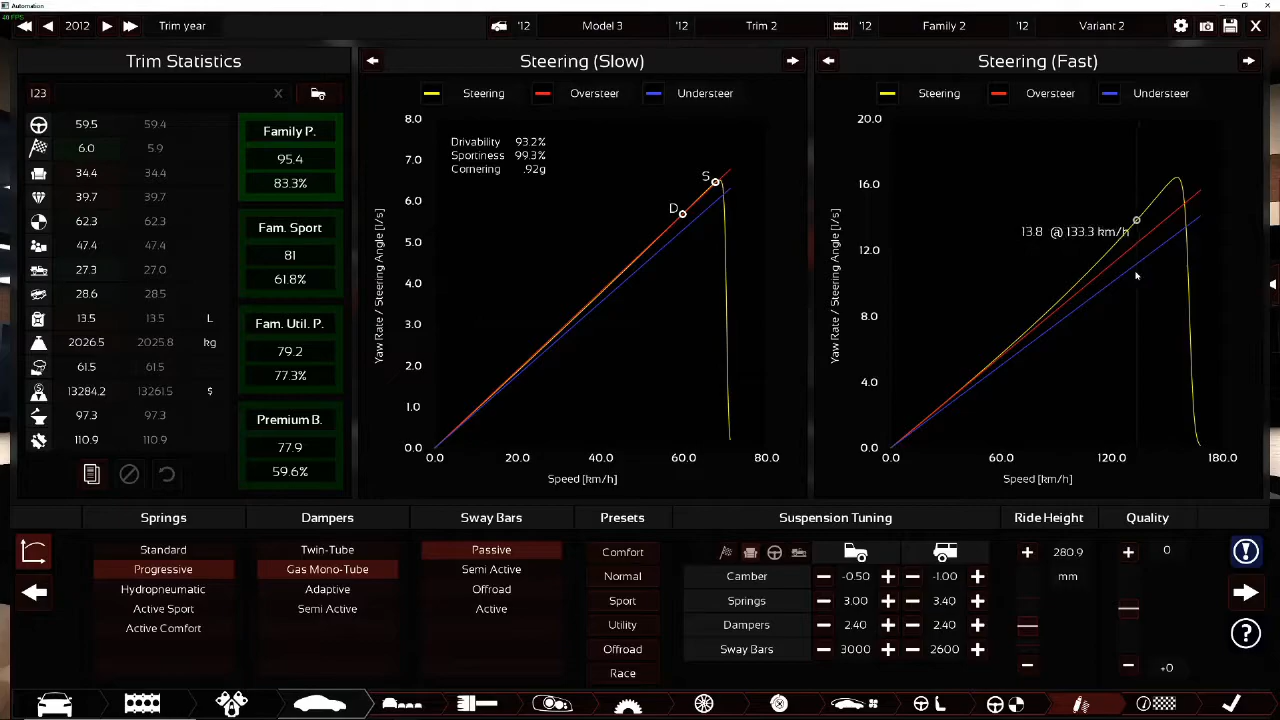 Automation
49 FPS
2012 Trim year '12 Model 3 '12 Trim 2 '12 Family 2 '12 Variant 2
Trim Statistics
123 X
59.5 59.4
6.0 5.9
34.4 34.4
39.7 39.7
62.3 62.3
47.4 47.4
27.3 27.0
28.6 28.5
13.5 13.5 L
2026.5 2025.8 kg
61.5 61.5
13284.2 13261.5 $
97.3 97.3
110.9 110.9
Family P.
95.4
83.3%
Fam. Sport
81
61.8%
Fam. Util. P.
79.2
77.3%
Premium B.
77.9
59.6%
Steering (Slow)
Steering Oversteer Understeer
Drivability 93.2%
Sportiness 99.3%
Cornering .92g
8.0
7.0
6.0
5.0
4.0
3.0
2.0
1.0
0.0
Yaw Rate / Steering Angle [1/s]
S
D
0.0 20.0 40.0 60.0 80.0
Speed [km/h]
Steering (Fast)
Steering Oversteer Understeer
20.0
16.0
12.0
8.0
4.0
0.0
Yaw Rate / Steering Angle [1/s]
13.8 @ 133.3 km/h
0.0 60.0 120.0 180.0
Speed [km/h]
Springs
Standard
Progressive
Hydropneumatic
Active Sport
Active Comfort
Dampers
Twin-Tube
Gas Mono-Tube
Adaptive
Semi Active
Sway Bars
Passive
Semi Active
Offroad
Active
Presets
Comfort
Normal
Sport
Utility
Offroad
Race
Suspension Tuning
Camber -0.50 -1.00
Springs 3.00 3.40
Dampers 2.40 2.40
Sway Bars 3000 2600
Ride Height
280.9
mm
Quality
0
+0